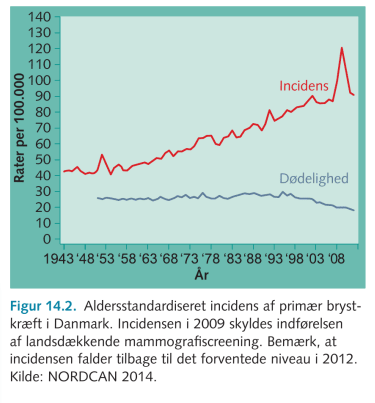 140
130
120
110
100
90
80
70
60
50
40
30
20
10
0
Rater per 100.000
Incidens
Dødelighed
1943 '48 '53 '58 '63 '68 '73 '78 '83 '88 '93 '98 '03 '08
År
Figur 14.2. Aldersstandardiseret incidens af primær bryst-
kræft i Danmark. Incidensen i 2009 skyldes indførelsen
af landsdækkende mammografiscreening. Bemærk, at
incidensen falder tilbage til det forventede niveau i 2012.
Kilde: NORDCAN 2014.